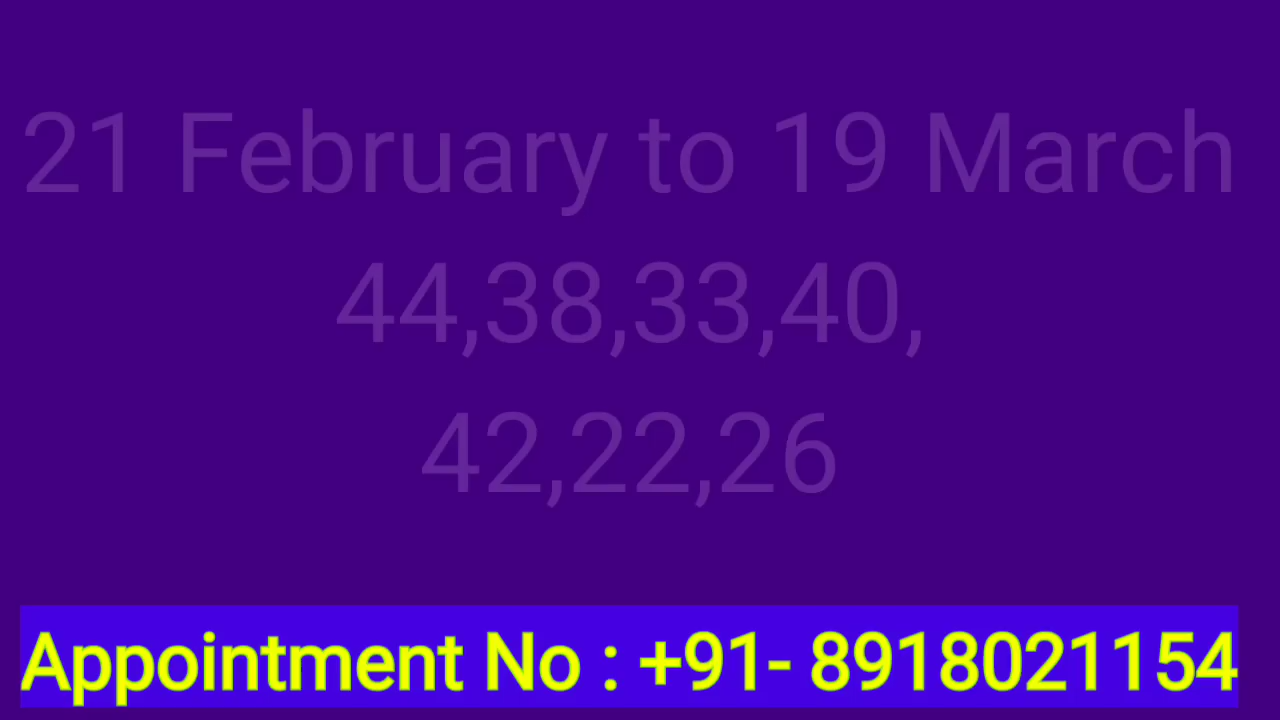 21 February to 19 March
44,38,33,40,
42,22,26
Appointment No : +91- 8918021154